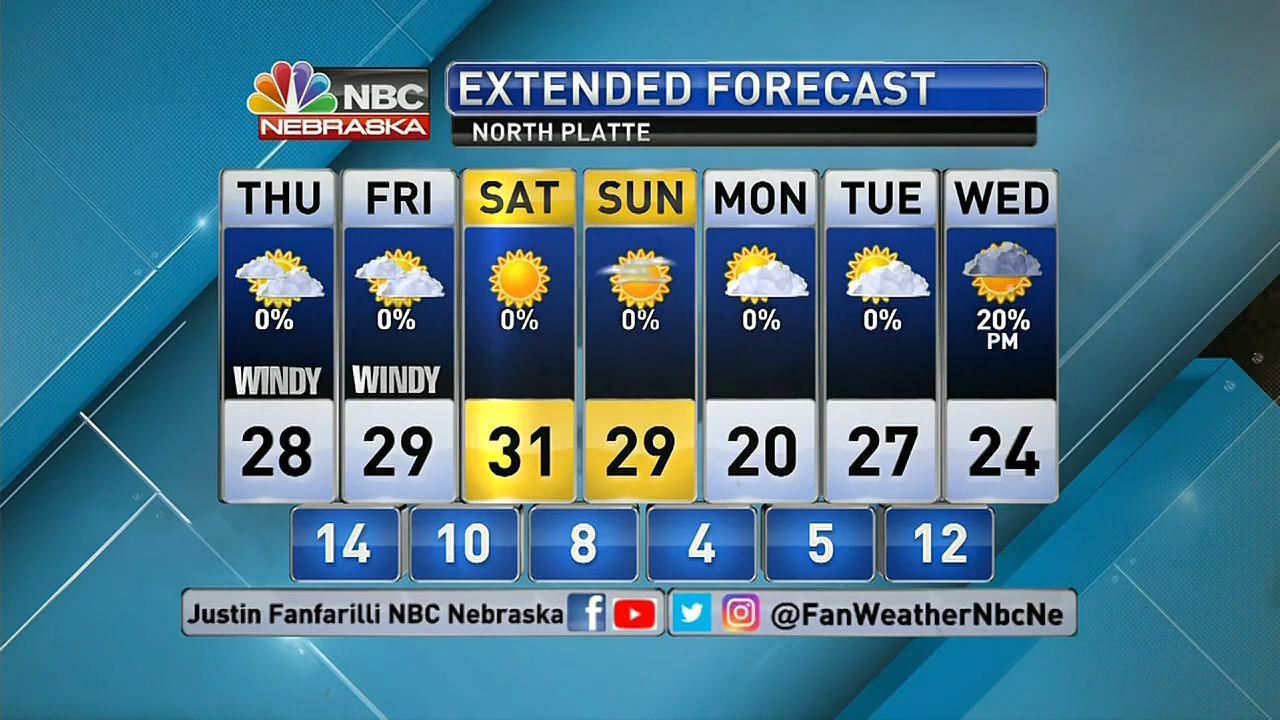 NBC
NEBRASKA
EXTENDED FORECAST
NORTH PLATTE
THU FRI SAT SUN MON TUE WED
0% 0% 0% 0% 0% 0% 20%
PM
WINDY WINDY
28 29 31 29 20 27 24
14 10 8 4 5 12
Justin Fanfarilli NBC Nebraska @FanWeatherNbcNe